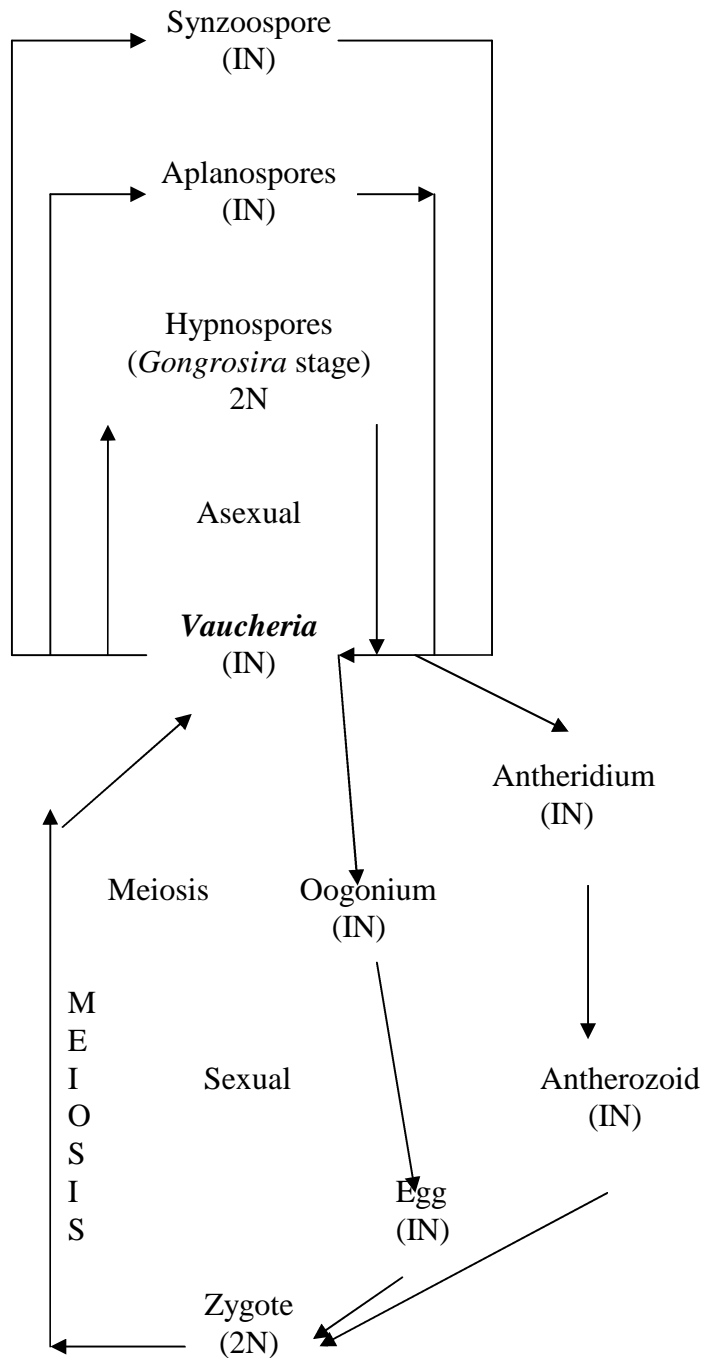 Synzoospore
(IN)
Aplanospores
(IN)
Hypnospores
(Gongrosira stage)
2N
Asexual
Vaucheria
(IN)
Antheridium
(IN)
Meiosis
Oogonium
(IN)
M
E
I
O
S
I
S
Sexual
Antherozoid
(IN)
Egg
(IN)
Zygote
(2N)